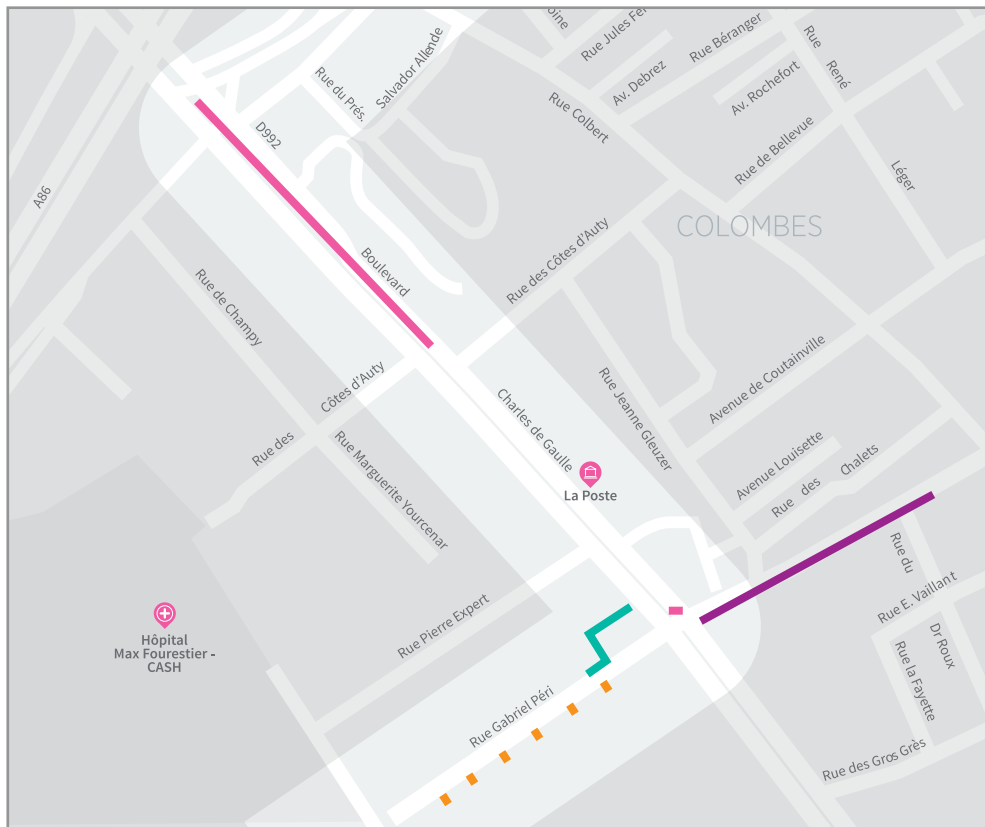 oine
Rue Jules Fer
Rue Béranger
Rue
René
Av. Debrez
Av. Rochefort
Rue Colbert
Rue de Bellevue
Léger
Salvador Allende
Rue du Prés.
D992
A86
COLOMBES
Rue des Côtes d'Auty
Boulevard
Rue de Champy
Avenue de Coutainville
Côtes d'Auty
Rue des
Charles de Gaulle
Rue Jeanne Gleuzer
La Poste
Avenue Louisette
Rue des Chalets
Rue Marguerite Yourcenar
Rue du
Dr Roux
Rue E. Vaillant
Rue Pierre Expert
Hôpital
Max Fourestier -
CASH
Rue la Fayette
Rue Gabriel Péri
Rue des Gros Grès